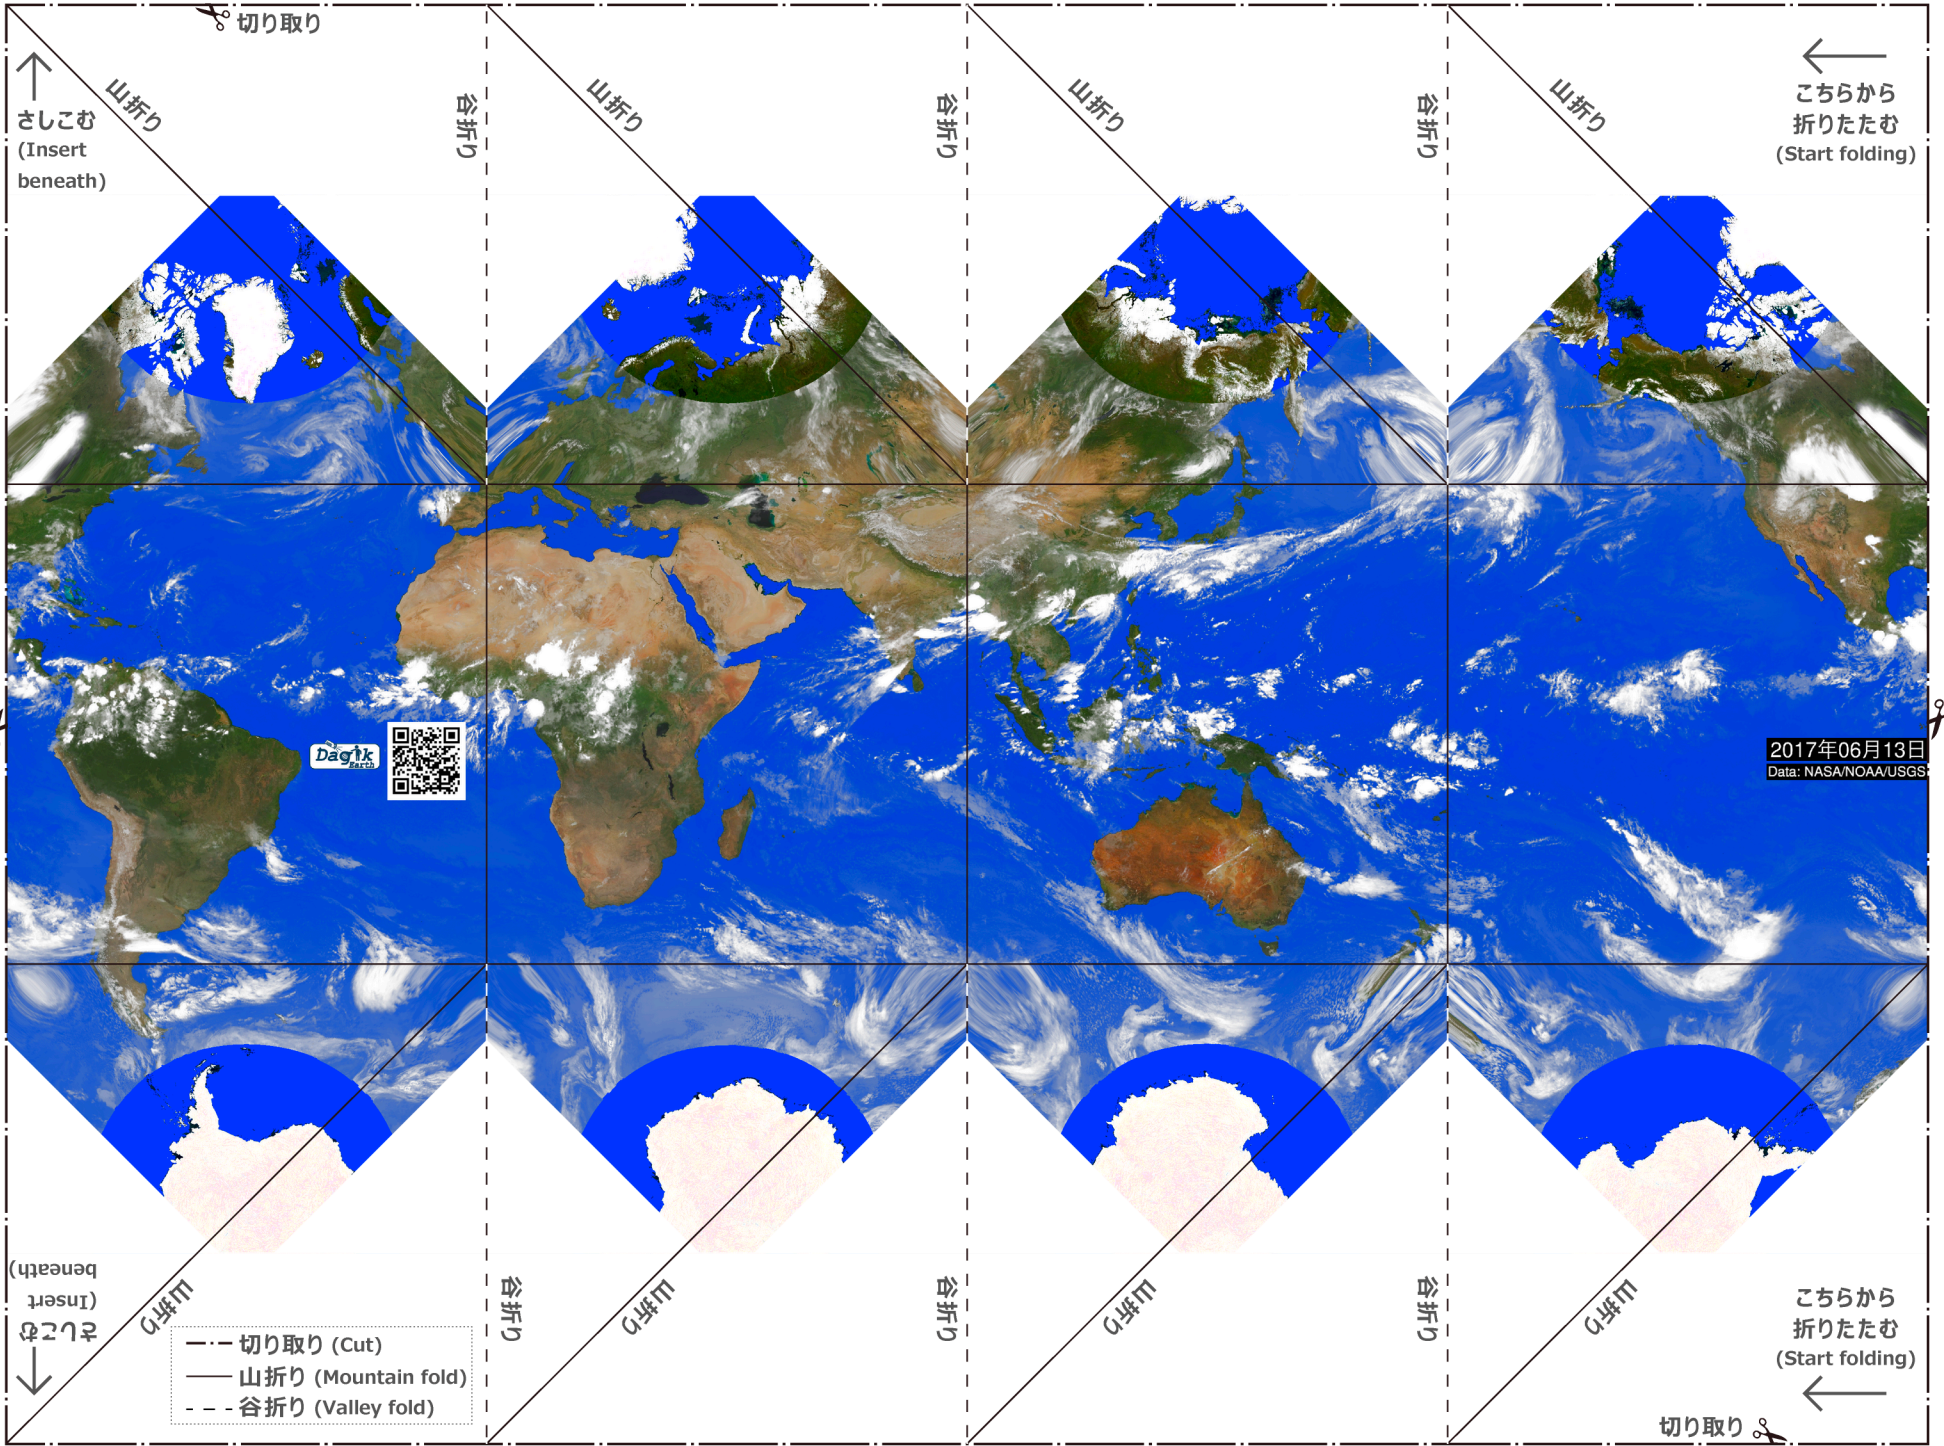 切り取り
山折り
谷折り
山折り
谷折り
山折り
谷折り
山折り
こちらから
折りたたむ
(Start folding)
さしこむ
(Insert
beneath)
Dagik
Earth
2017年06月13日
Data: NASA/NOAA/USGS
さしこむ
(Insert
beneath)
山折り
谷折り
山折り
谷折り
山折り
谷折り
山折り
こちらから
折りたたむ
(Start folding)
切り取り (Cut)
山折り (Mountain fold)
谷折り (Valley fold)
切り取り